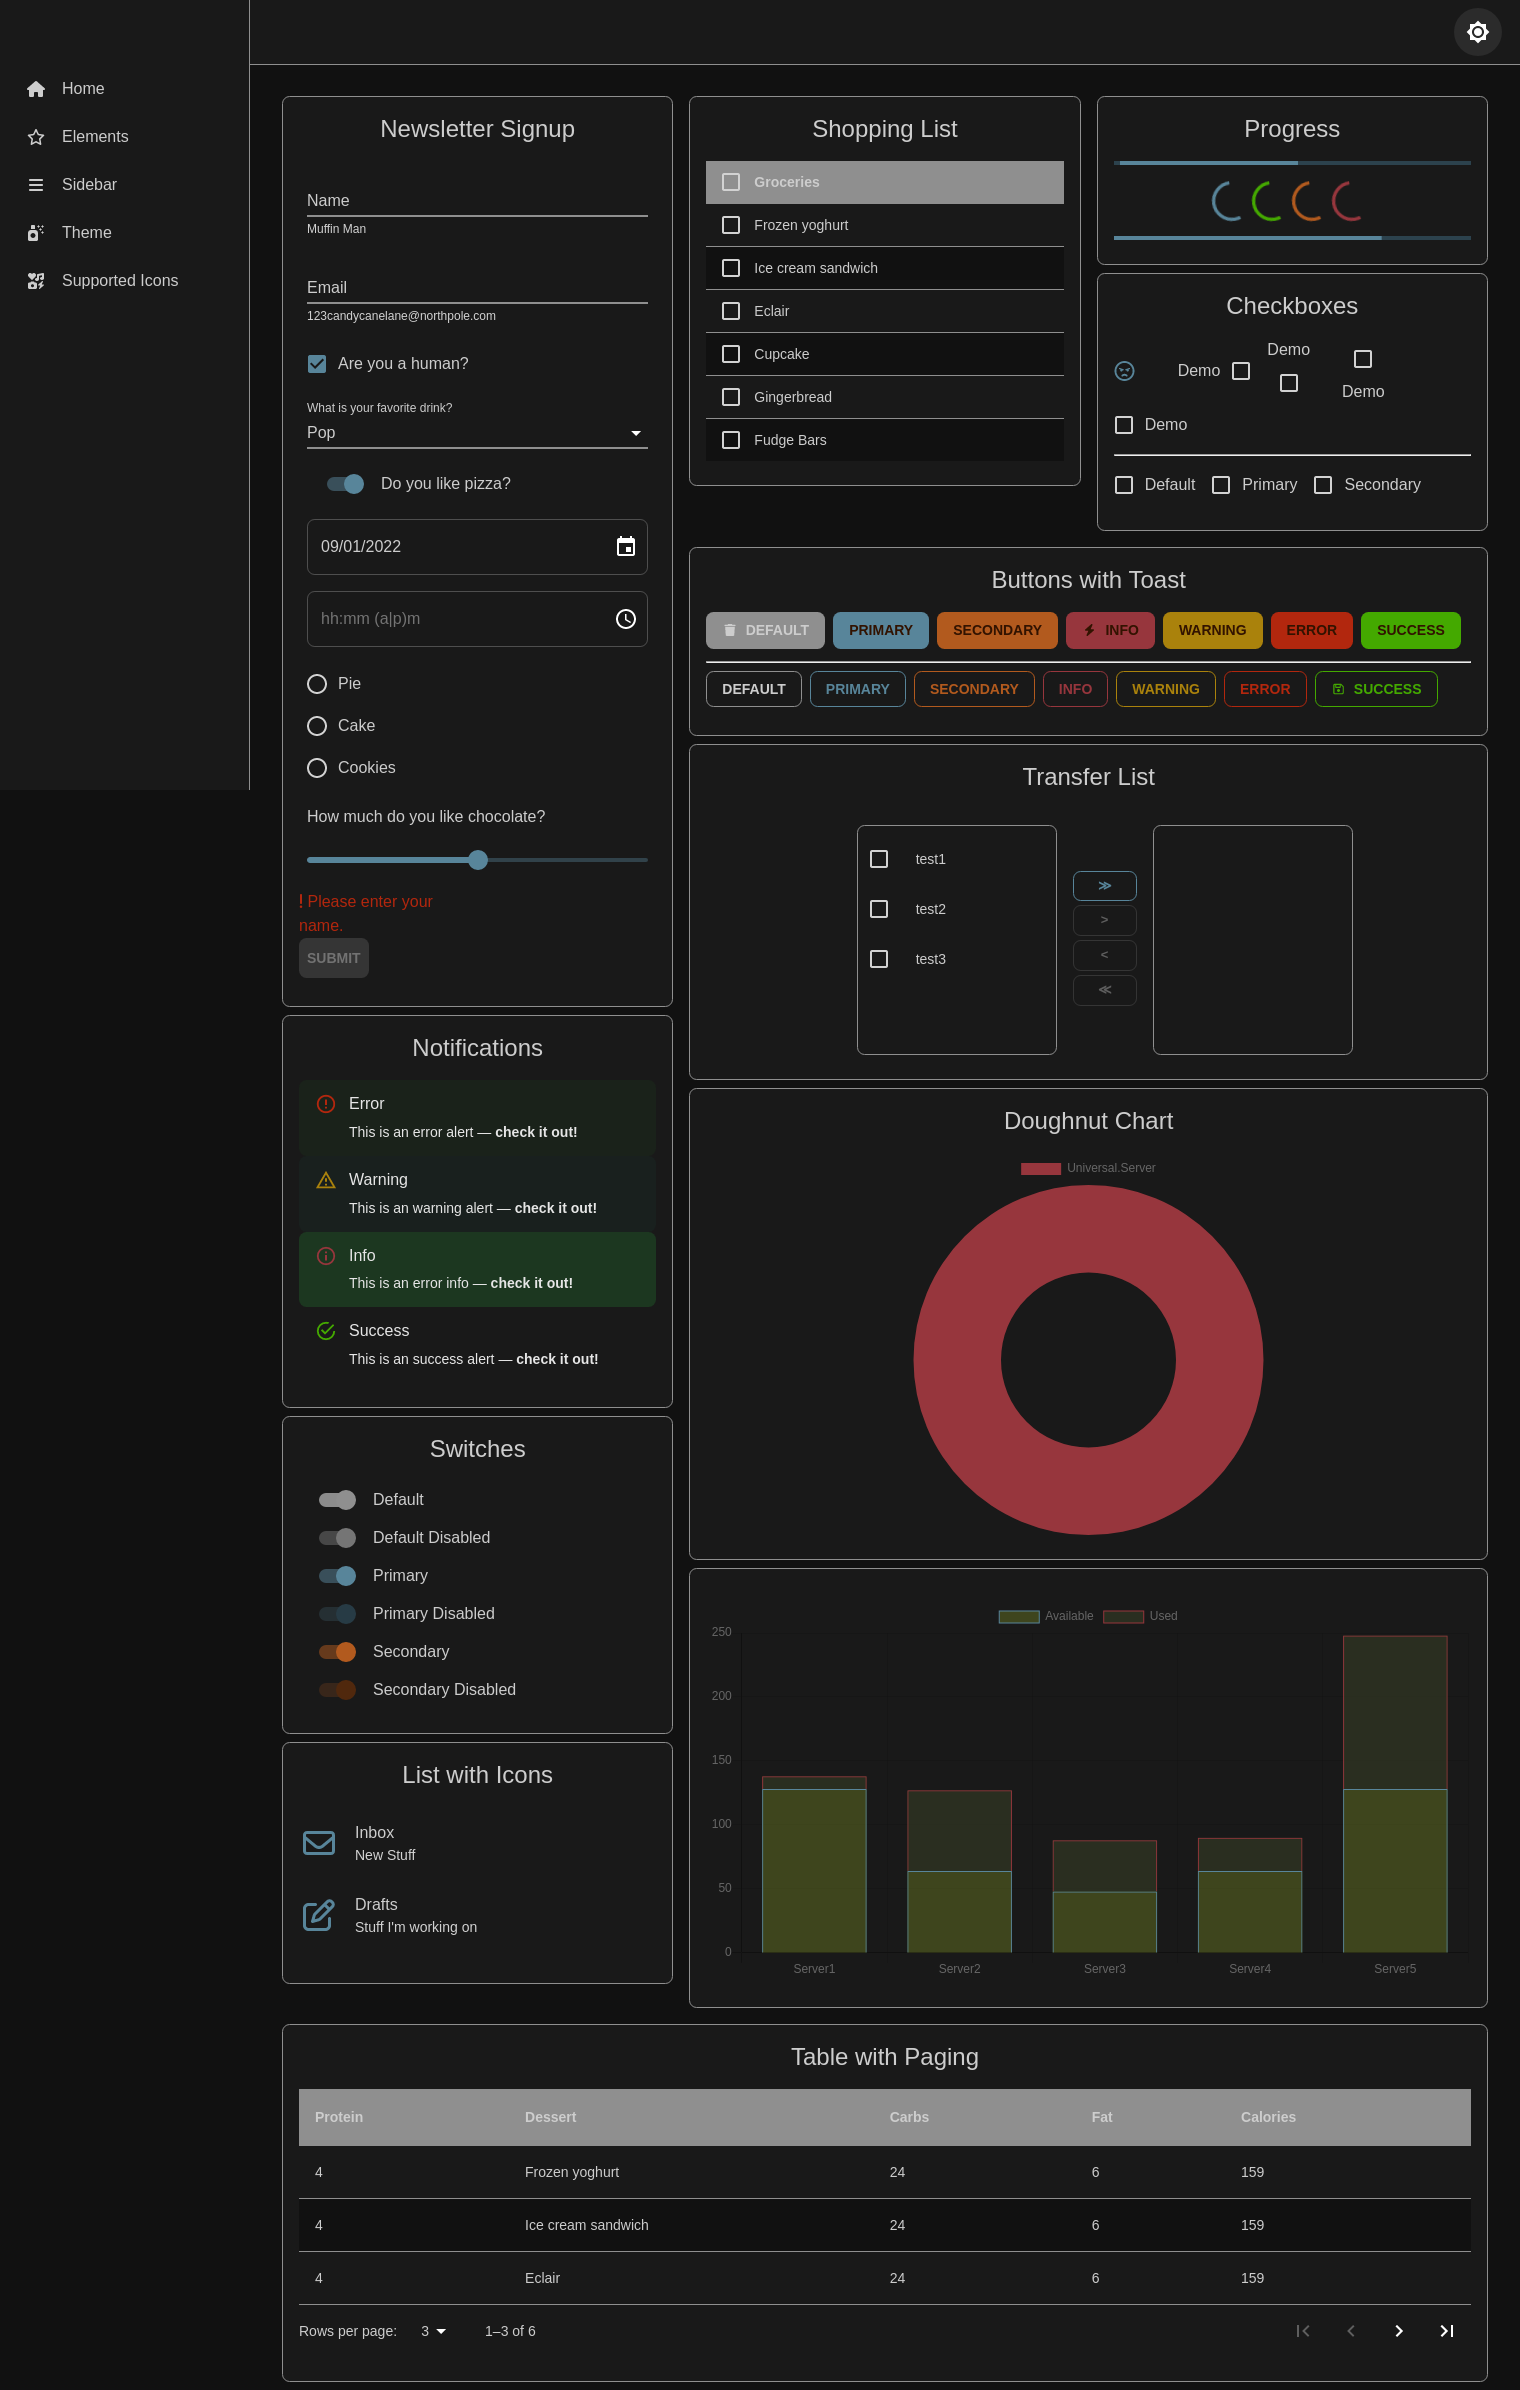 Home
Elements
Sidebar
Theme
Supported Icons
Newsletter Signup
Name
Muffin Man
Email
123candycanelane@northpole.com
Are you a human?
What is your favorite drink?
Pop
Do you like pizza?
09/01/2022
hh:mm (a|p)m
Pie
Cake
Cookies
How much do you like chocolate?
! Please enter your
name.
SUBMIT
Notifications
Error
This is an error alert — check it out!
Warning
This is an warning alert — check it out!
Info
This is an error info — check it out!
Success
This is an success alert — check it out!
Switches
Default
Default Disabled
Primary
Primary Disabled
Secondary
Secondary Disabled
List with Icons
Inbox
New Stuff
Drafts
Stuff I'm working on
Shopping List
Groceries
Frozen yoghurt
Ice cream sandwich
Eclair
Cupcake
Gingerbread
Fudge Bars
Progress
Checkboxes
Demo
Demo
Demo
Demo
Default Primary Secondary
Buttons with Toast
DEFAULT PRIMARY SECONDARY INFO WARNING ERROR SUCCESS
DEFAULT PRIMARY SECONDARY INFO WARNING ERROR SUCCESS
Transfer List
test1
test2
test3
≫
>
<
≪
Doughnut Chart
Universal.Server
Available Used
250
200
150
100
50
0
Server1 Server2 Server3 Server4 Server5
Table with Paging
Protein Dessert Carbs Fat Calories
4 Frozen yoghurt 24 6 159
4 Ice cream sandwich 24 6 159
4 Eclair 24 6 159
Rows per page: 3 1–3 of 6